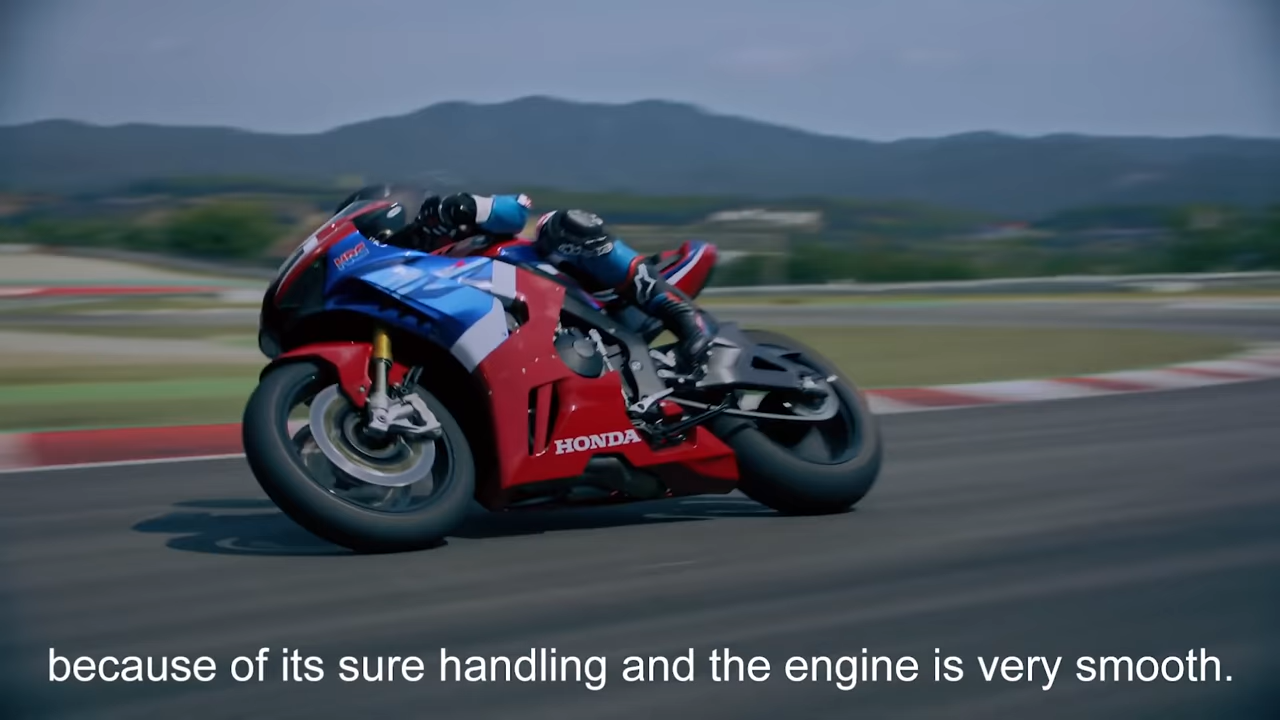 HRC
HONDA
because of its sure handling and the engine is very smooth.